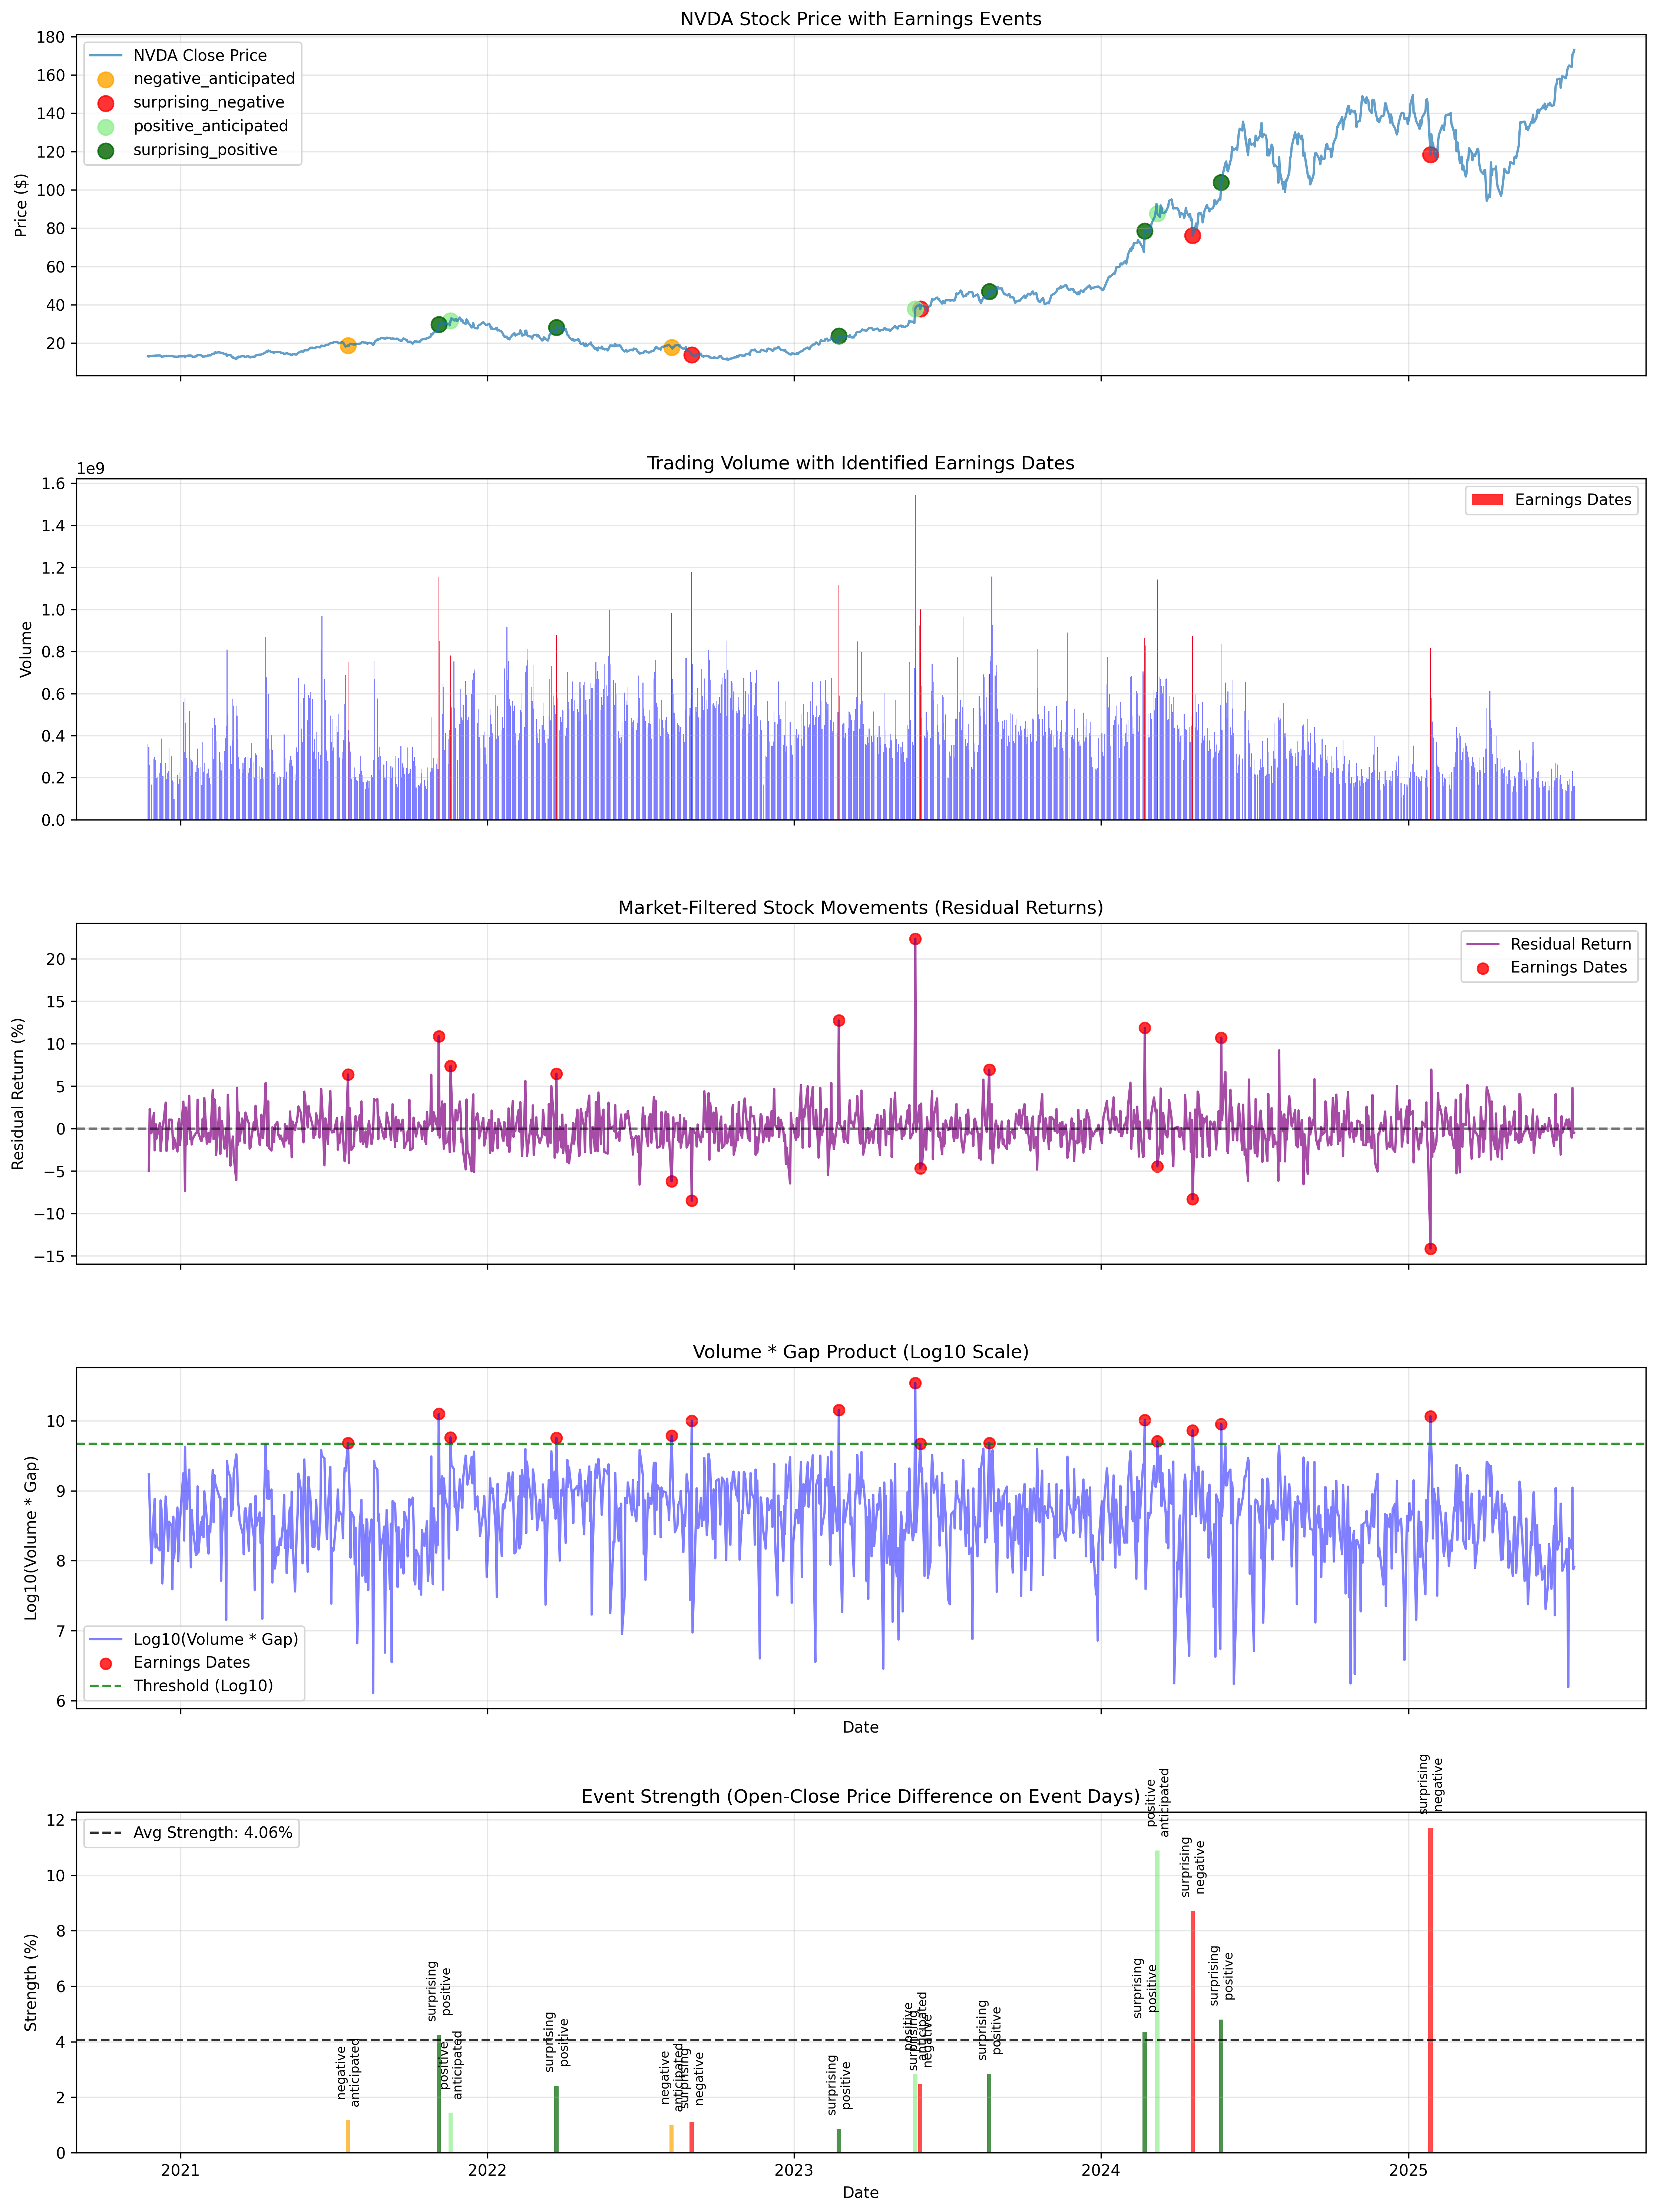 NVDA Stock Price with Earnings Events
NVDA Close Price
negative_anticipated
surprising_negative
positive_anticipated
surprising_positive
Price ($)
180
160
140
120
100
80
60
40
20
Trading Volume with Identified Earnings Dates
1e9
Earnings Dates
Volume
1.6
1.4
1.2
1.0
0.8
0.6
0.4
0.2
0.0
Market-Filtered Stock Movements (Residual Returns)
Residual Return
Earnings Dates
Residual Return (%)
20
15
10
5
0
−5
−10
−15
Volume * Gap Product (Log10 Scale)
Log10(Volume * Gap)
10
9
8
7
6
Log10(Volume * Gap)
Earnings Dates
Threshold (Log10)
Date
Event Strength (Open-Close Price Difference on Event Days)
Avg Strength: 4.06%
Strength (%)
12
10
8
6
4
2
0
negative
anticipated
surprising
positive
positive
anticipated
surprising
positive
negative
anticipated
surprising
negative
surprising
positive
positive
anticipated
surprising
negative
surprising
positive
surprising
positive
positive
anticipated
surprising
negative
surprising
positive
surprising
negative
2021
2022
2023
2024
2025
Date